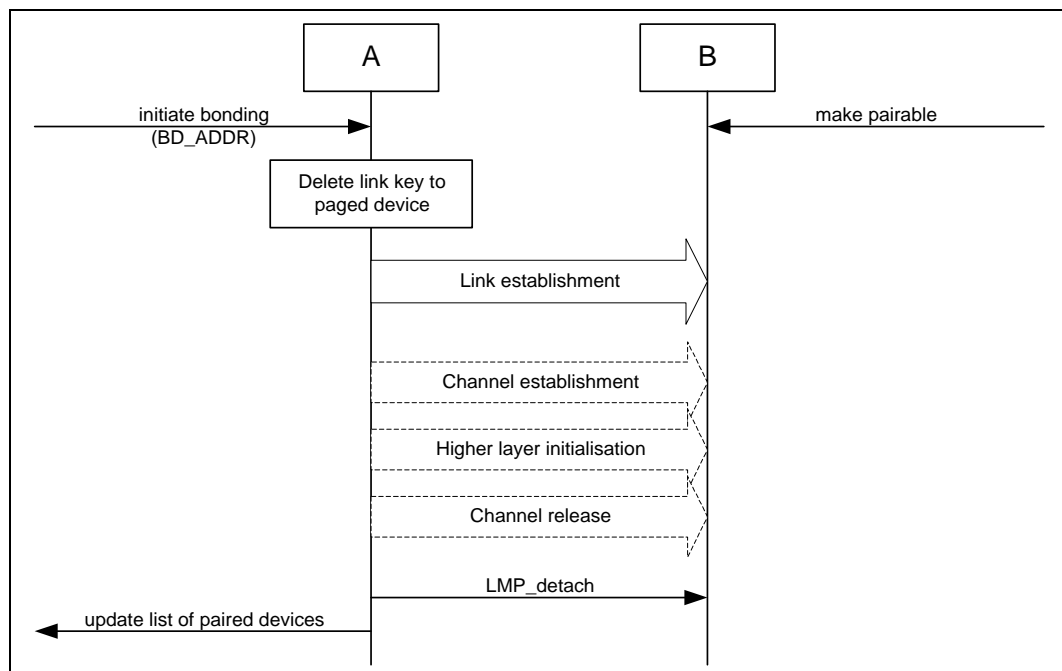 A
B
initiate bonding
(BD_ADDR)
make pairable
Delete link key to
paged device
Link establishment
Channel establishment
Higher layer initialisation
Channel release
LMP_detach
update list of paired devices